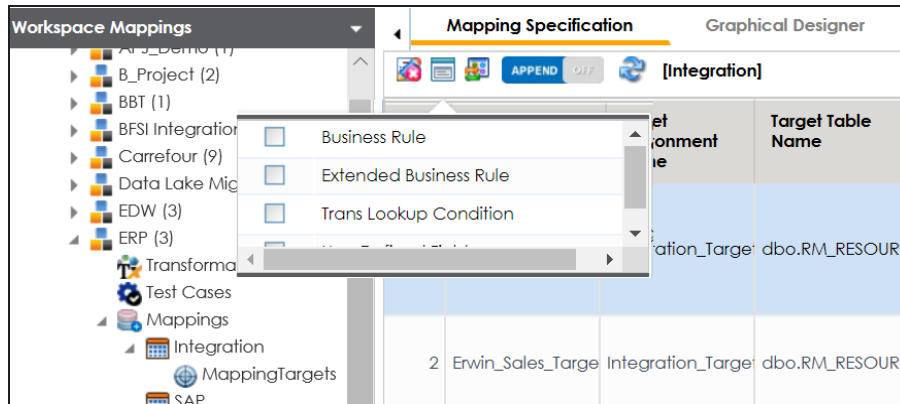 Workspace Mappings
Mapping Specification
Graphical Designer
APPEND OFF
[Integration]
B_Project (2)
BBT (1)
BFSI Integration
Carrefour (9)
Data Lake Mig
EDW (3)
ERP (3)
Transforma
Test Cases
Mappings
Integration
MappingTargets
SAP
Business Rule
Extended Business Rule
Trans Lookup Condition
Target Table
Name
dbo.RM_RESOUR
2 Erwin_Sales_Targe Integration_Targe dbo.RM_RESOUR